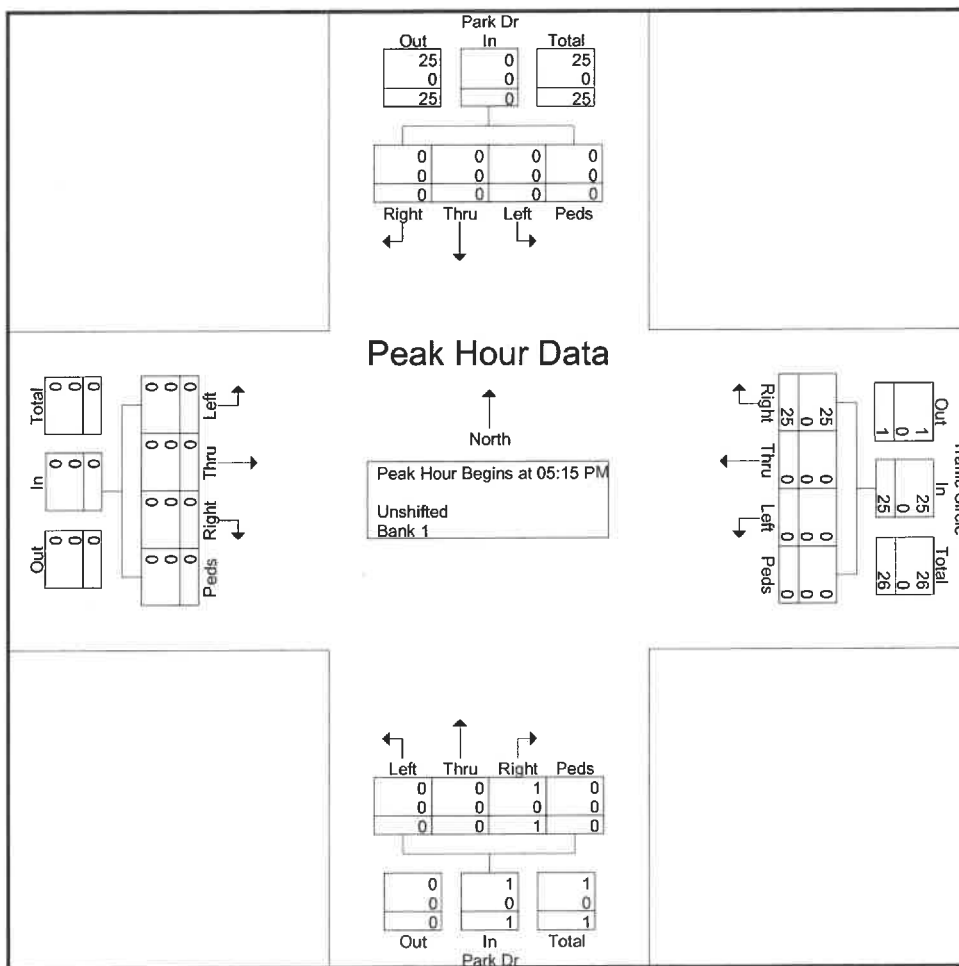 Park Dr
Out In Total
25 0 25
0 0 0
25 0 25
0 0 0 0
0 0 0 0
0 0 0 0
Right Thru Left Peds
Peak Hour Data
North
Peak Hour Begins at 05:15 PM
Unshifted
Bank 1
Total In Out
0 0 0
0 0 0
0 0 0
Left Thru Right Peds
0 0 0 0
0 0 0 0
0 0 0 0
Right Thru Left Peds
25 0 0 0
0 0 0 0
25 0 0 0
Out In Total
1 25 26
0 0 0
1 25 26
Circle
Left Thru Right Peds
0 0 1 0
0 0 0 0
0 0 1 0
0 1 1
0 0 0
0 1 1
Out In Total
Park Dr